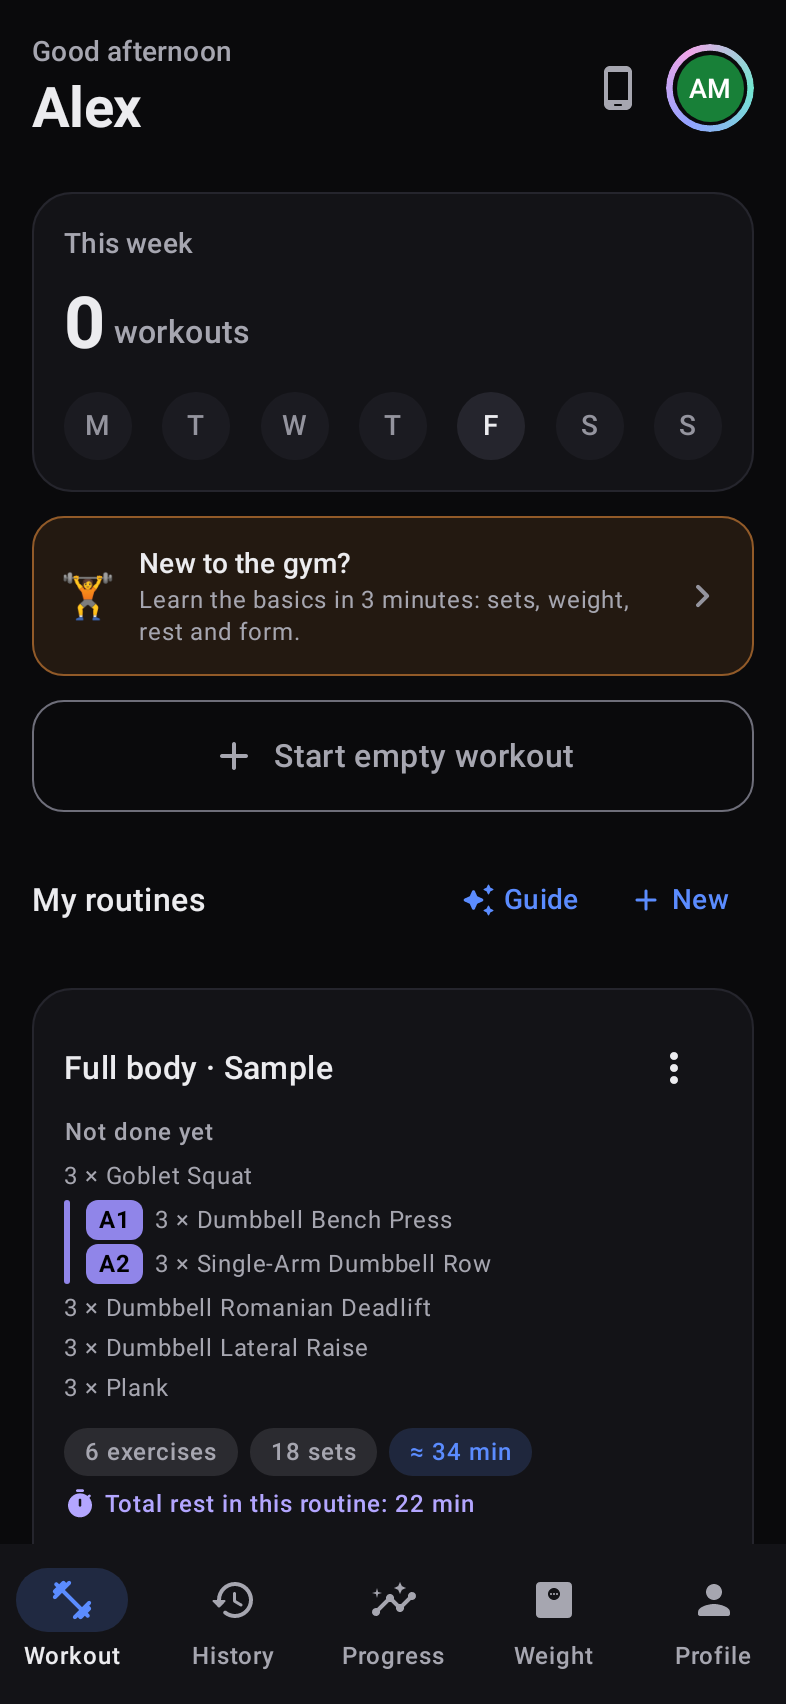 Good afternoon
Alex
AM
This week
0 workouts
M T W T F S S
New to the gym?
Learn the basics in 3 minutes: sets, weight,
rest and form.
Start empty workout
My routines
Guide
New
Full body · Sample
Not done yet
3 × Goblet Squat
A1 3 × Dumbbell Bench Press
A2 3 × Single-Arm Dumbbell Row
3 × Dumbbell Romanian Deadlift
3 × Dumbbell Lateral Raise
3 × Plank
6 exercises
18 sets
≈ 34 min
Total rest in this routine: 22 min
Workout
History
Progress
Weight
Profile